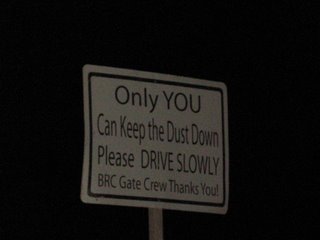 Only YOU
Can Keep the Dust Down
Please DRIVE SLOWLY
BRC Gate Crew Thanks You!